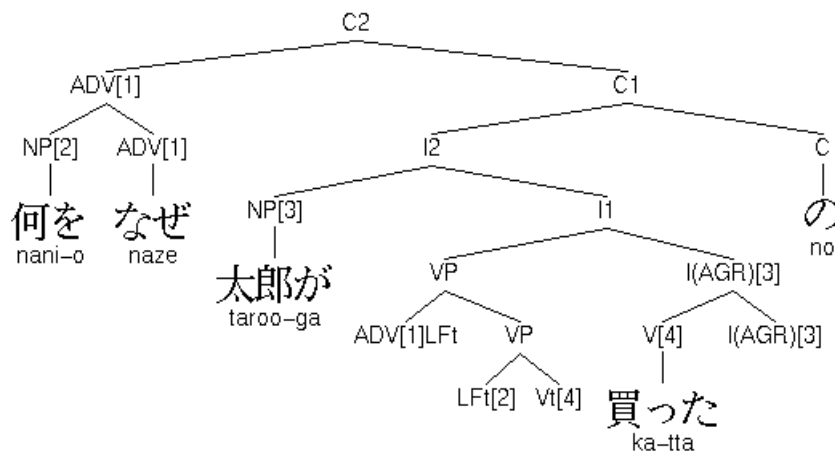 C2
ADV[1] C1
NP[2] ADV[1] I2 C
何を なぜ NP[3] I1 の
nani-o naze no
太郎が VP I(AGR)[3]
taroo-ga
ADV[1]LFt VP V[4] I(AGR)[3]
LFt[2] Vt[4] 買った
ka-tta